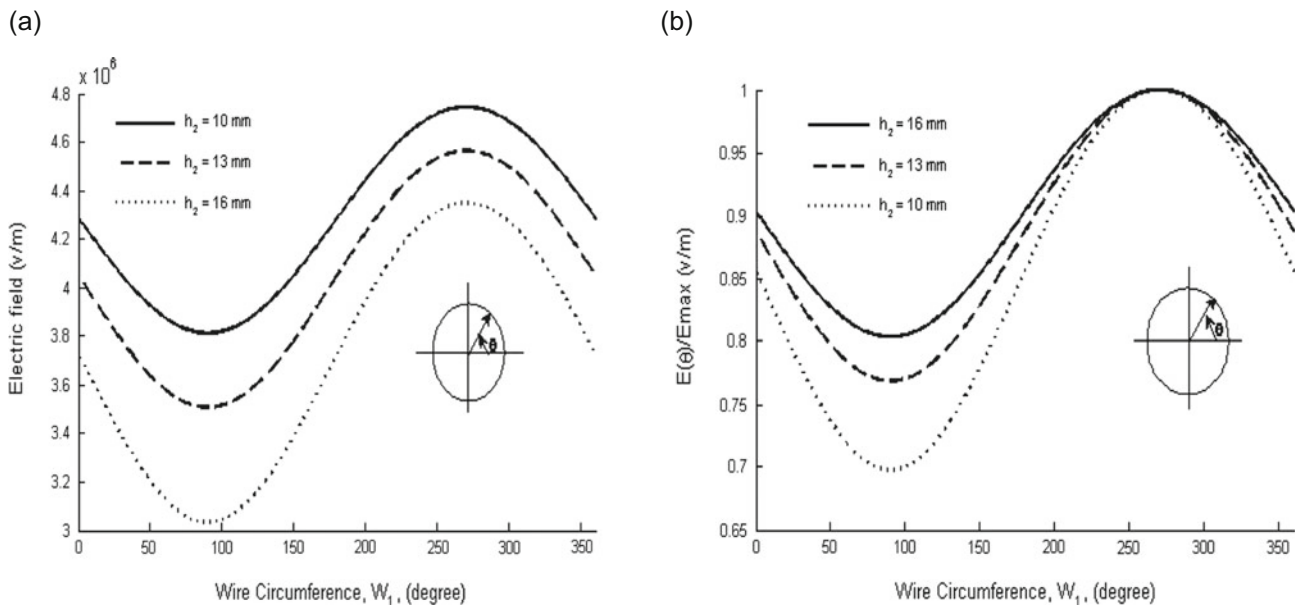 (a)
x 10⁶
4.8
4.6
4.4
4.2
4
3.8
3.6
3.4
3.2
3
Electric field (v/m)
h₂ = 10 mm
h₂ = 13 mm
h₂ = 16 mm
θ
0 50 100 150 200 250 300 350
Wire Circumference, W₁ , (degree)
(b)
1
0.95
0.9
0.85
0.8
0.75
0.7
0.65
E(θ)/Emax (v/m)
h₂ = 16 mm
h₂ = 13 mm
h₂ = 10 mm
θ
0 50 100 150 200 250 300 350
Wire Circumference, W₁ , (degree)